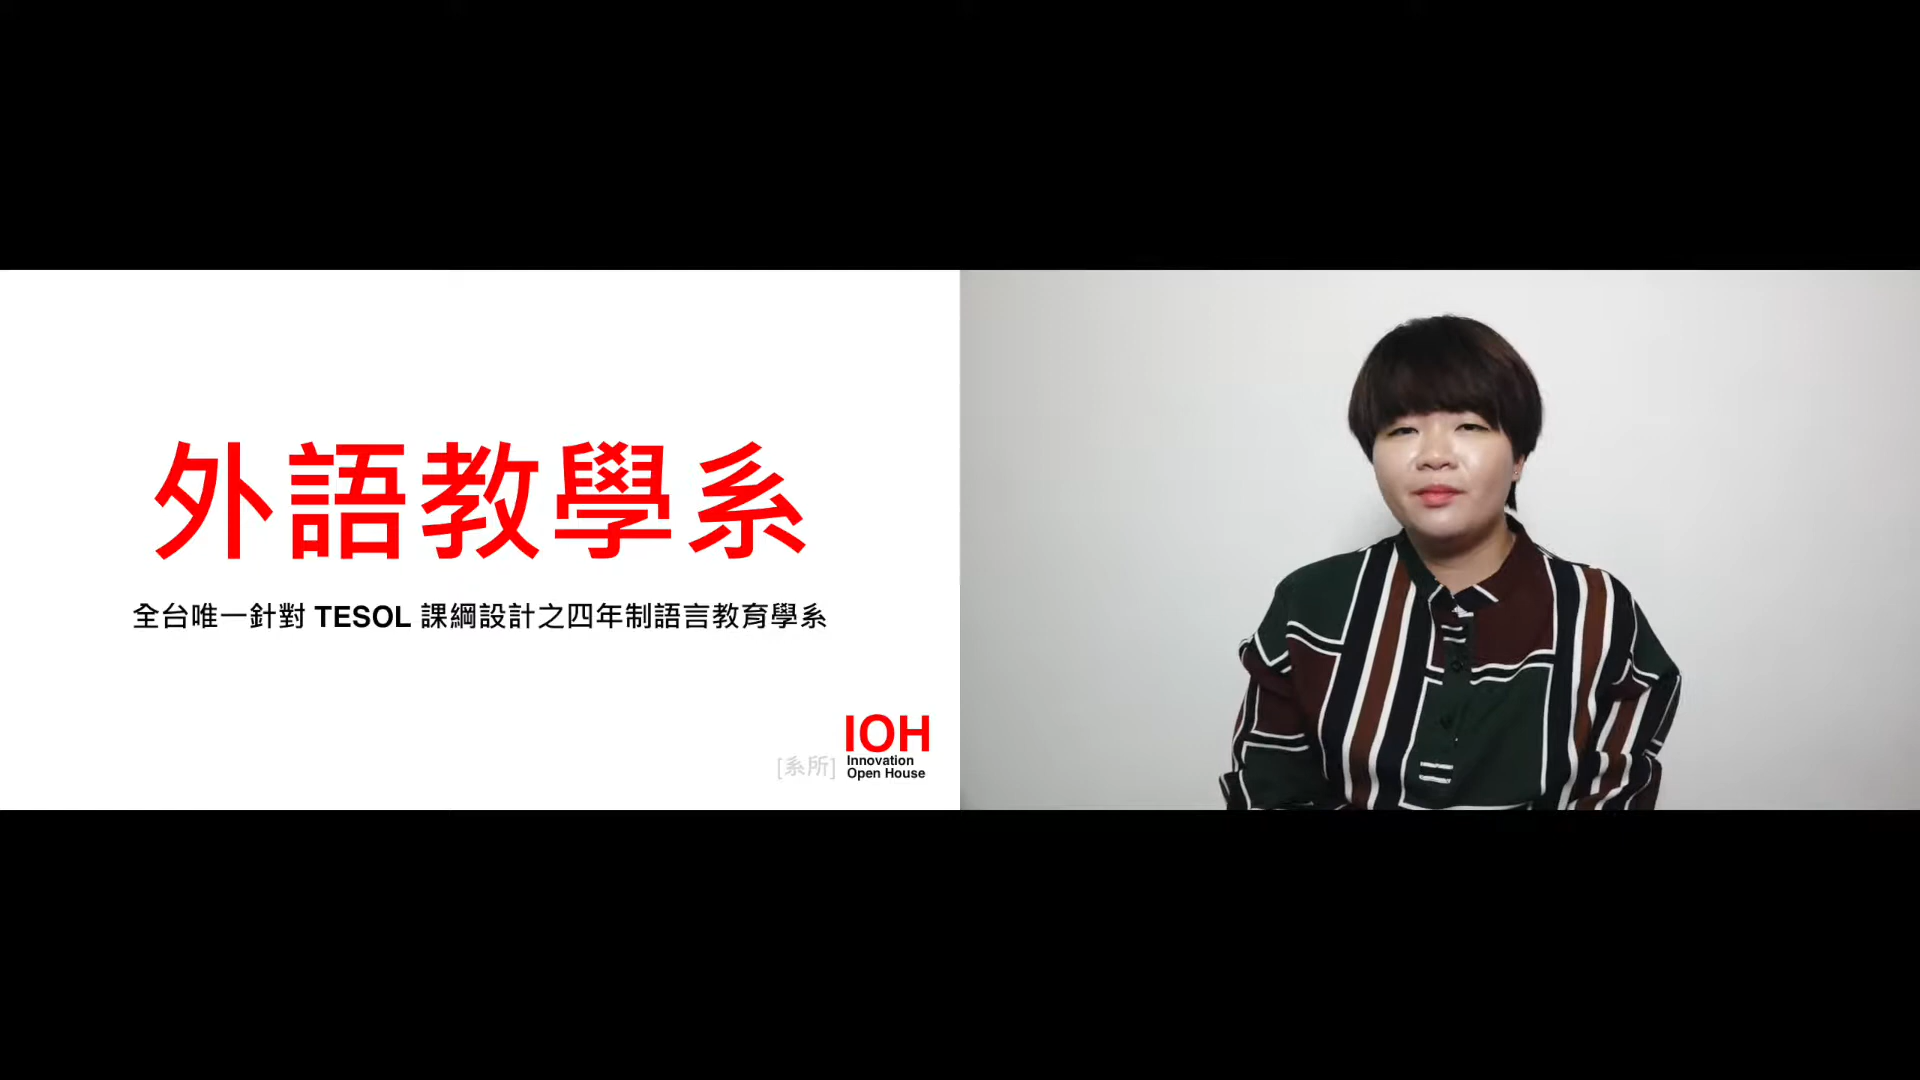 外語教學系
全台唯一針對 TESOL 課綱設計之四年制語言教育學系
[系所]
IOH
Innovation
Open House